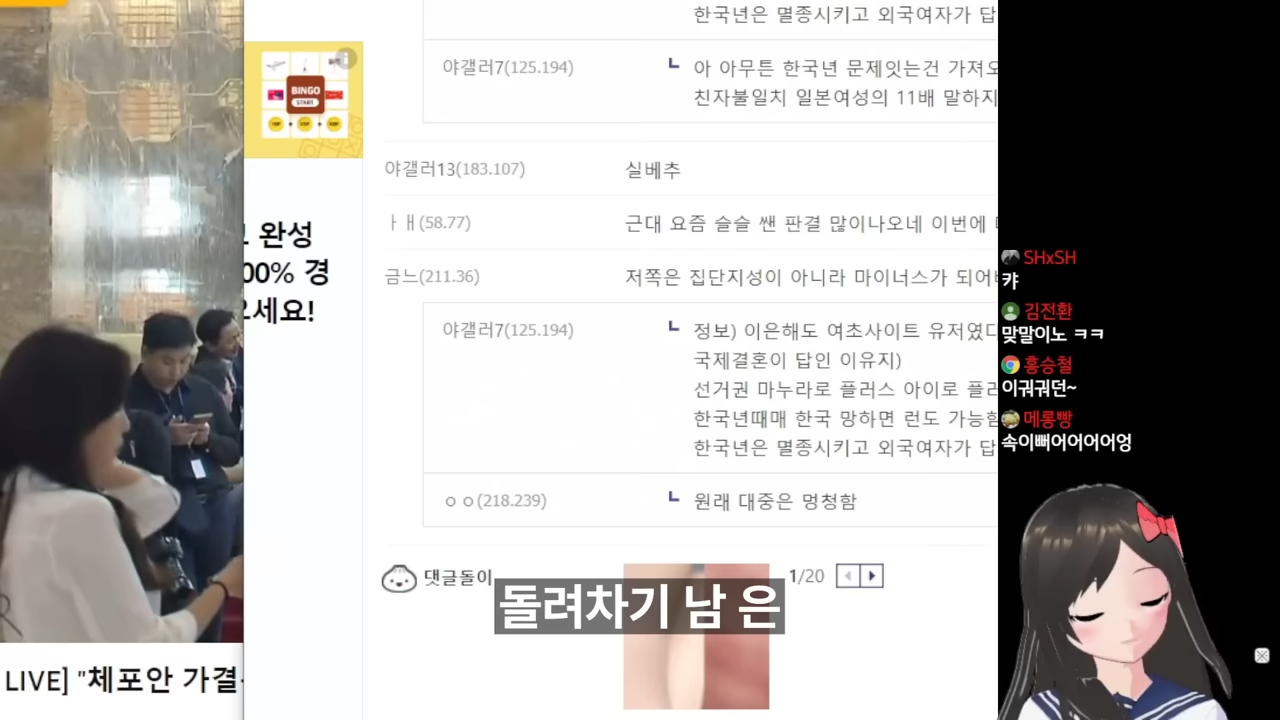 한국년은 멸종시키고 외국여자가 답
야갤러7(125.194)
아 아무튼 한국년 문제잇는건 가져오
친자불일치 일본여성의 11배 말하지
BINGO
START
야갤러13(183.107)
실베추
ㅏㅐ(58.77)
근대 요즘 슬슬 쌘 판결 많이나오네 이번에
완성
00% 경
세요!
금느(211.36)
저쪽은 집단지성이 아니라 마이너스가 되어
야갤러7(125.194)
정보) 이은해도 여초사이트 유저였다
국제결혼이 답인 이유지)
선거권 마누라로 플러스 아이로 플러
한국년때매 한국 망하면 런도 가능함
한국년은 멸종시키고 외국여자가 답
ㅇㅇ(218.239)
원래 대중은 멍청함
댓글돌이
1/20
돌려차기 남 은
LIVE] "체포안 가결
SHxSH
캬
김전환
맞말이노 ㅋㅋ
홍승철
이궈궈던~
메롱빵
속이뻐어어어어엉